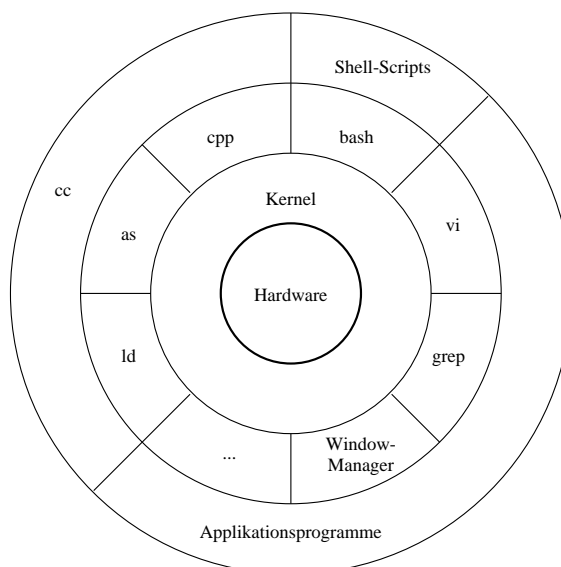 Shell-Scripts
cpp
bash
cc
Kernel
as
vi
Hardware
ld
grep
...
Window-
Manager
Applikationsprogramme